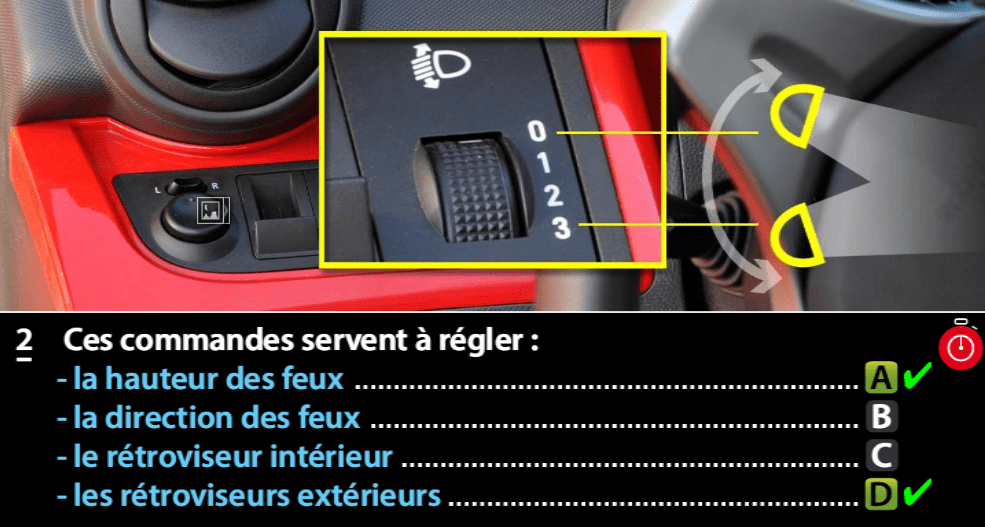 0
1
2
3
L R
2 Ces commandes servent à régler :
- la hauteur des feux ................................................................. A ✔
- la direction des feux ............................................................... B
- le rétroviseur intérieur ........................................................... C
- les rétroviseurs extérieurs ..................................................... D ✔